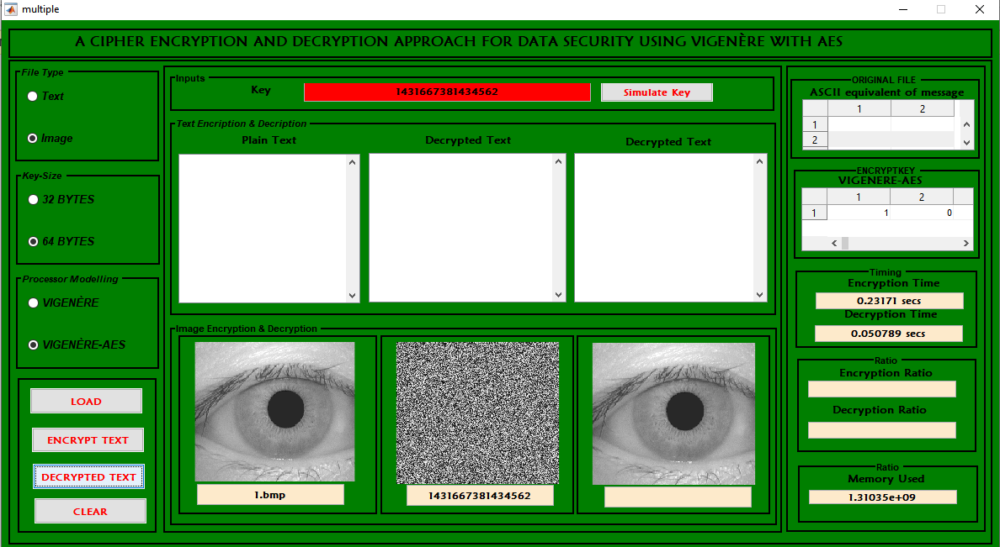 multiple
A CIPHER ENCRYPTION AND DECRYPTION APPROACH FOR DATA SECURITY USING VIGENÈRE WITH AES
File Type
Text
Image
Key-Size
32 BYTES
64 BYTES
Processor Modelling
VIGENÈRE
VIGENÈRE-AES
LOAD
ENCRYPT TEXT
DECRYPTED TEXT
CLEAR
Inputs
Key 1431667381434562 Simulate Key
Text Encription & Decription
Plain Text Decrypted Text Decrypted Text
Image Encryption & Decryption
1.bmp 1431667381434562
ORIGINAL FILE
ASCII equivalent of message
1 2
1
2
ENCRYPTKEY
VIGENERE-AES
1 2
1 1 0
Timing
Encryption Time
0.23171 secs
Decryption Time
0.050789 secs
Ratio
Encryption Ratio
Decryption Ratio
Ratio
Memory Used
1.31035e+09